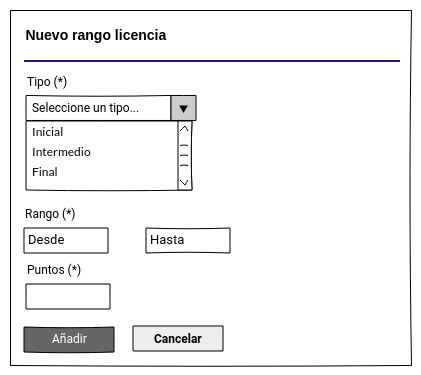 Nuevo rango licencia
Tipo (*)
Seleccione un tipo...
Inicial
Intermedio
Final
Rango (*)
Desde Hasta
Puntos (*)
Añadir Cancelar